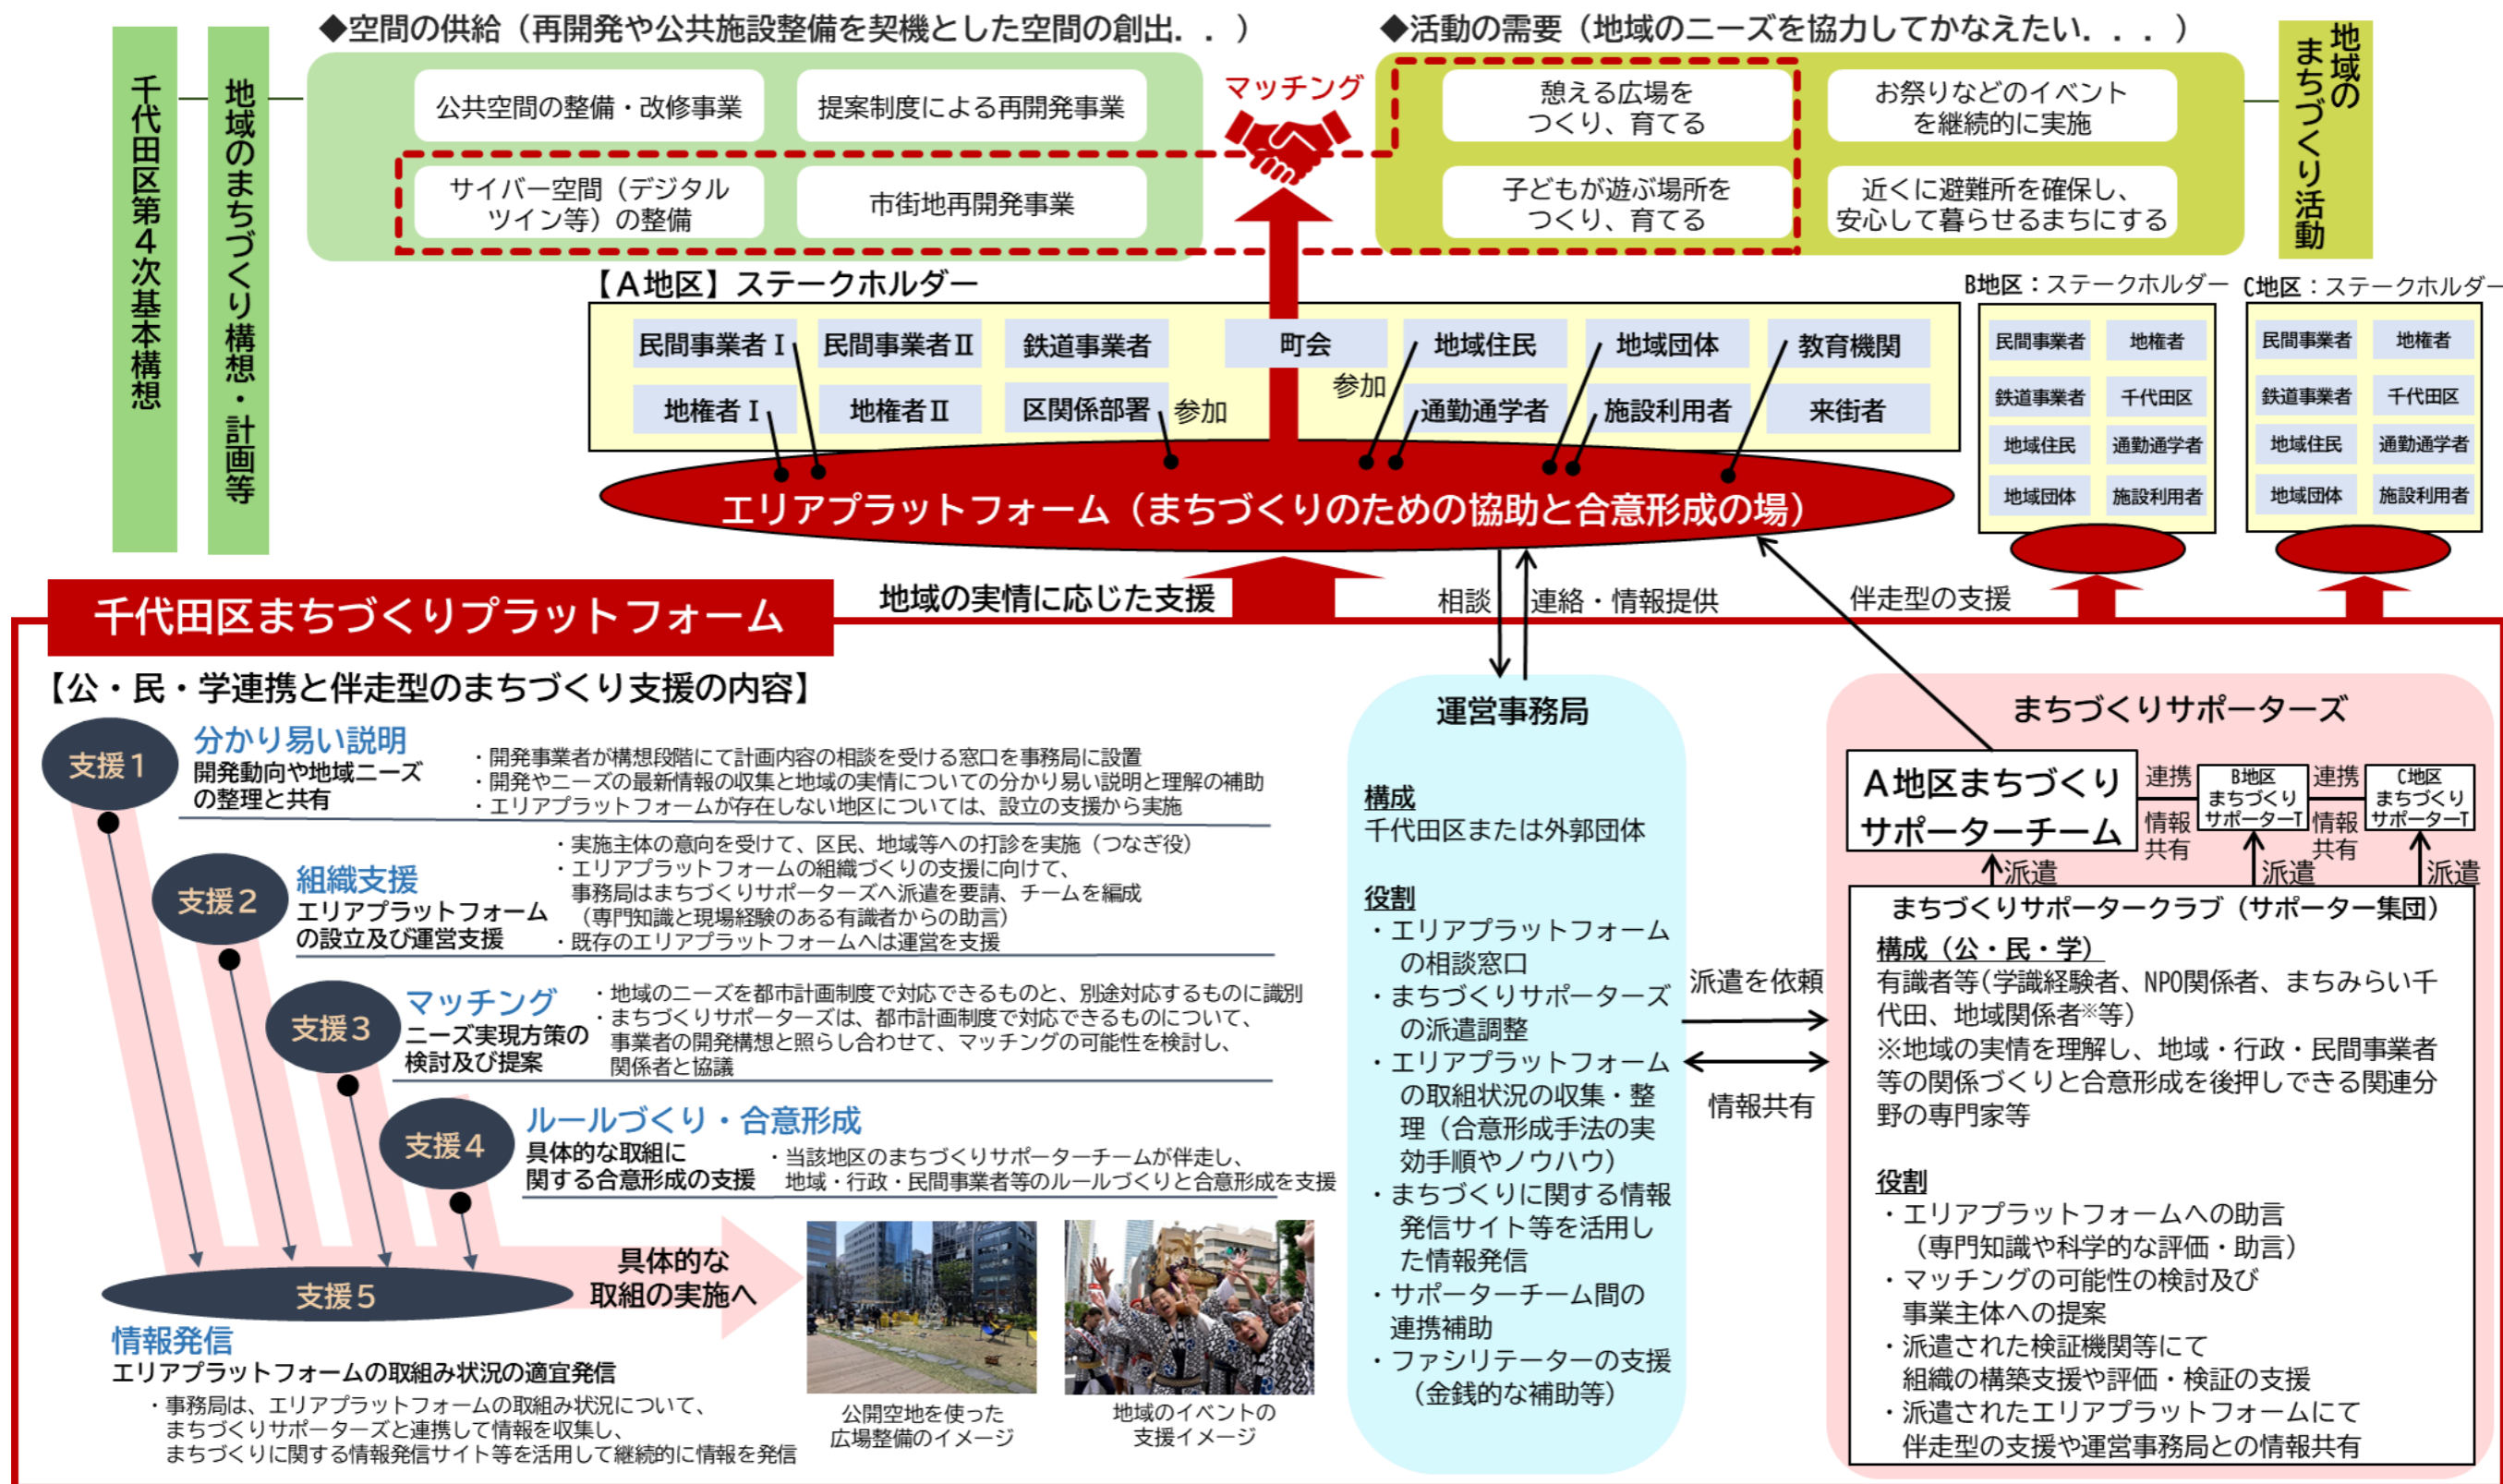 ◆空間の供給（再開発や公共施設整備を契機とした空間の創出．．）
◆活動の需要（地域のニーズを協力してかなえたい．．．）
千代田区第４次基本構想
地域のまちづくり構想・計画等
公共空間の整備・改修事業
提案制度による再開発事業
サイバー空間（デジタル
ツイン等）の整備
市街地再開発事業
マッチング
憩える広場を
つくり、育てる
お祭りなどのイベント
を継続的に実施
子どもが遊ぶ場所を
つくり、育てる
近くに避難所を確保し、
安心して暮らせるまちにする
地域の
まちづくり活動
【Ａ地区】ステークホルダー
民間事業者Ⅰ
民間事業者Ⅱ
鉄道事業者
町会
地域住民
地域団体
教育機関
地権者Ⅰ
地権者Ⅱ
区関係部署
参加
参加
通勤通学者
施設利用者
来街者
B地区：ステークホルダー
民間事業者
地権者
鉄道事業者
千代田区
地域住民
通勤通学者
地域団体
施設利用者
C地区：ステークホルダー
民間事業者
地権者
鉄道事業者
千代田区
地域住民
通勤通学者
地域団体
施設利用者
エリアプラットフォーム（まちづくりのための協助と合意形成の場）
地域の実情に応じた支援
相談
連絡・情報提供
伴走型の支援
千代田区まちづくりプラットフォーム
【公・民・学連携と伴走型のまちづくり支援の内容】
支援１
分かり易い説明
開発動向や地域ニーズ
の整理と共有
・開発事業者が構想段階にて計画内容の相談を受ける窓口を事務局に設置
・開発やニーズの最新情報の収集と地域の実情についての分かり易い説明と理解の補助
・エリアプラットフォームが存在しない地区については、設立の支援から実施
支援２
組織支援
エリアプラットフォーム
の設立及び運営支援
・実施主体の意向を受けて、区民、地域等への打診を実施（つなぎ役）
・エリアプラットフォームの組織づくりの支援に向けて、
事務局はまちづくりサポーターズへ派遣を要請、チームを編成
（専門知識と現場経験のある有識者からの助言）
・既存のエリアプラットフォームへは運営を支援
支援３
マッチング
ニーズ実現方策の
検討及び提案
・地域のニーズを都市計画制度で対応できるものと、別途対応するものに識別
・まちづくりサポーターズは、都市計画制度で対応できるものについて、
事業者の開発構想と照らし合わせて、マッチングの可能性を検討し、
関係者と協議
支援４
ルールづくり・合意形成
具体的な取組に
関する合意形成の支援
・当該地区のまちづくりサポーターチームが伴走し、
地域・行政・民間事業者等のルールづくりと合意形成を支援
支援５
情報発信
エリアプラットフォームの取組み状況の適宜発信
・事務局は、エリアプラットフォームの取組み状況について、
まちづくりサポーターズと連携して情報を収集し、
まちづくりに関する情報発信サイト等を活用して継続的に情報を発信
具体的な
取組の実施へ
公開空地を使った
広場整備のイメージ
地域のイベントの
支援イメージ
運営事務局
構成
千代田区または外郭団体
役割
・エリアプラットフォーム
の相談窓口
・まちづくりサポーターズ
の派遣調整
・エリアプラットフォーム
の取組状況の収集・整
理（合意形成手法の実
効手順やノウハウ）
・まちづくりに関する情報
発信サイト等を活用し
た情報発信
・サポーターチーム間の
連携補助
・ファシリテーターの支援
（金銭的な補助等）
派遣を依頼
情報共有
まちづくりサポーターズ
Ａ地区まちづくり
サポーターチーム
連携
情報
共有
B地区
まちづくり
サポーターT
連携
情報
共有
C地区
まちづくり
サポーターT
派遣
派遣
派遣
まちづくりサポータークラブ（サポーター集団）
構成（公・民・学）
有識者等(学識経験者、NPO関係者、まちみらい千
代田、地域関係者※等）
※地域の実情を理解し、地域・行政・民間事業者
等の関係づくりと合意形成を後押しできる関連分
野の専門家等
役割
・エリアプラットフォームへの助言
（専門知識や科学的な評価・助言）
・マッチングの可能性の検討及び
事業主体への提案
・派遣された検証機関等にて
組織の構築支援や評価・検証の支援
・派遣されたエリアプラットフォームにて
伴走型の支援や運営事務局との情報共有